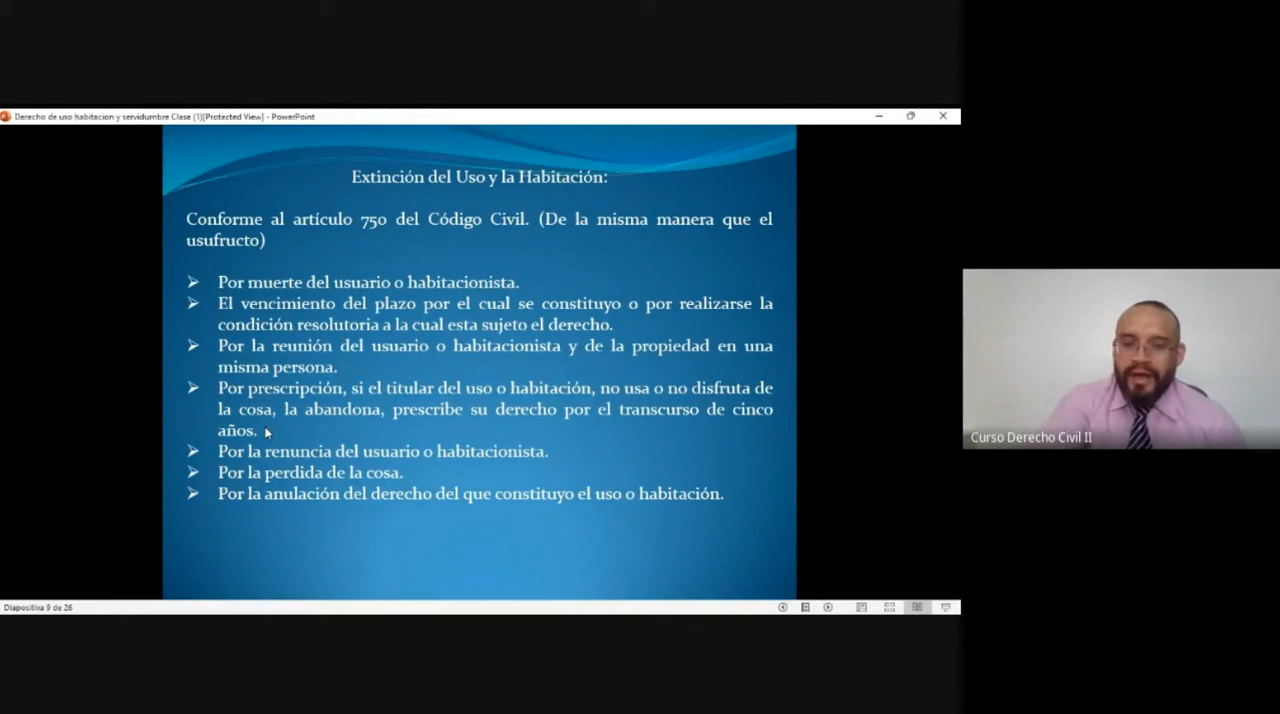 Derecho de uso habitacion y servidumbre Clase (1)[Protected View] - PowerPoint
Extinción del Uso y la Habitación:
Conforme al artículo 750 del Código Civil. (De la misma manera que el
usufructo)
Por muerte del usuario o habitacionista.
El vencimiento del plazo por el cual se constituyo o por realizarse la
condición resolutoria a la cual esta sujeto el derecho.
Por la reunión del usuario o habitacionista y de la propiedad en una
misma persona.
Por prescripción, si el titular del uso o habitación, no usa o no disfruta de
la cosa, la abandona, prescribe su derecho por el transcurso de cinco
años.
Por la renuncia del usuario o habitacionista.
Por la perdida de la cosa.
Por la anulación del derecho del que constituyo el uso o habitación.
Diapositiva 9 de 26
Curso Derecho Civil II